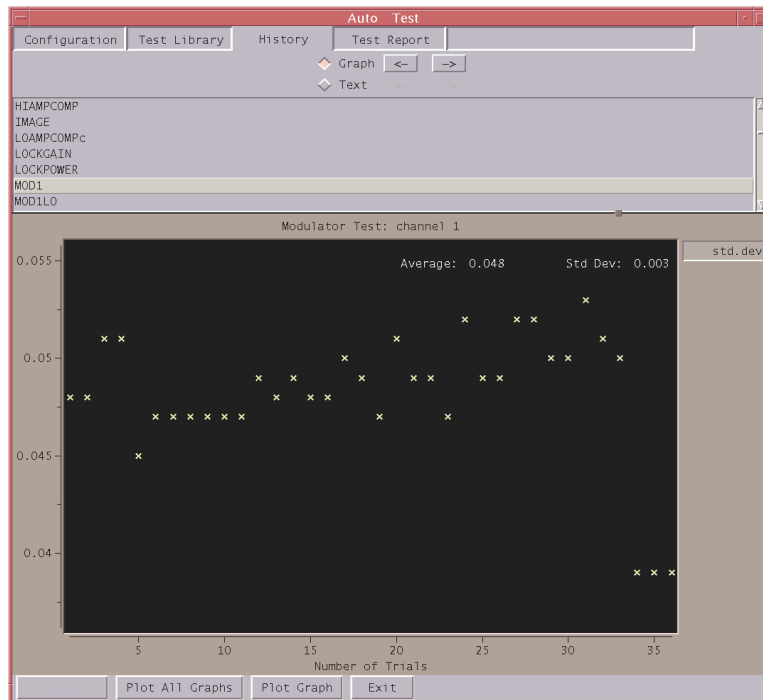 Auto Test
Configuration Test Library History Test Report
Graph <- ->
Text <- ->
HIAMPCOMP
IMAGE
LOAMPCOMPc
LOCKGAIN
LOCKPOWER
MOD1
MOD1LO
Modulator Test: channel 1
std.dev
Average: 0.048 Std Dev: 0.003
0.055
0.05
0.045
0.04
5 10 15 20 25 30 35
Number of Trials
Plot All Graphs Plot Graph Exit